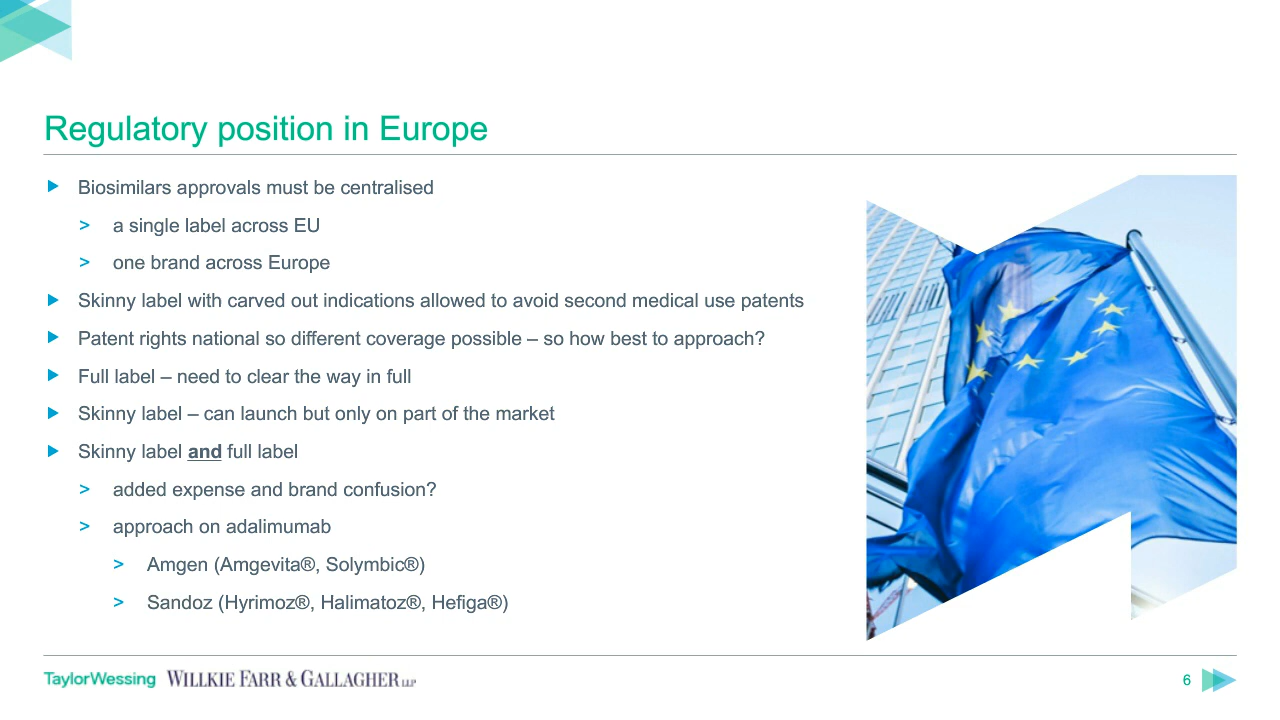 Regulatory position in Europe
Biosimilars approvals must be centralised
> a single label across EU
> one brand across Europe
Skinny label with carved out indications allowed to avoid second medical use patents
Patent rights national so different coverage possible – so how best to approach?
Full label – need to clear the way in full
Skinny label – can launch but only on part of the market
Skinny label and full label
> added expense and brand confusion?
> approach on adalimumab
> Amgen (Amgevita®, Solymbic®)
> Sandoz (Hyrimoz®, Halimatoz®, Hefiga®)
TaylorWessing WILLKIE FARR & GALLAGHER LLP
6